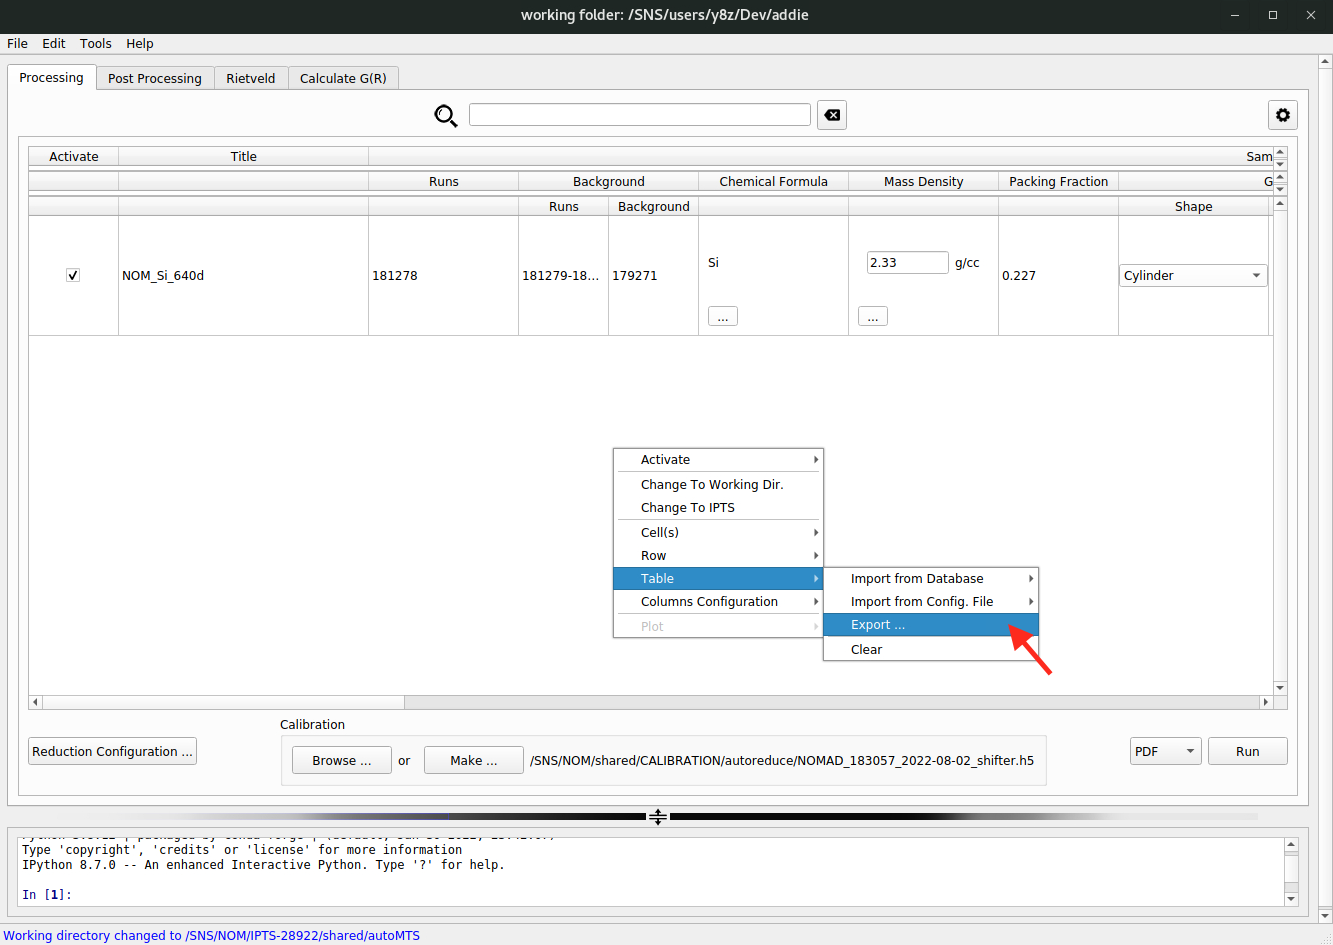 working folder: /SNS/users/y8z/Dev/addie
File Edit Tools Help
Processing Post Processing Rietveld Calculate G(R)
Activate Title Sam
Runs Background Chemical Formula Mass Density Packing Fraction G
Runs Background Shape
NOM_Si_640d 181278 181279-18... 179271 Si 2.33 g/cc 0.227 Cylinder
... ...
Activate
Change To Working Dir.
Change To IPTS
Cell(s)
Row
Table
Columns Configuration
Plot
Import from Database
Import from Config. File
Export ...
Clear
Calibration
Reduction Configuration ... Browse ... or Make ... /SNS/NOM/shared/CALIBRATION/autoreduce/NOMAD_183057_2022-08-02_shifter.h5 PDF Run
Type 'copyright', 'credits' or 'license' for more information
IPython 8.7.0 -- An enhanced Interactive Python. Type '?' for help.
In [1]:
Working directory changed to /SNS/NOM/IPTS-28922/shared/autoMTS